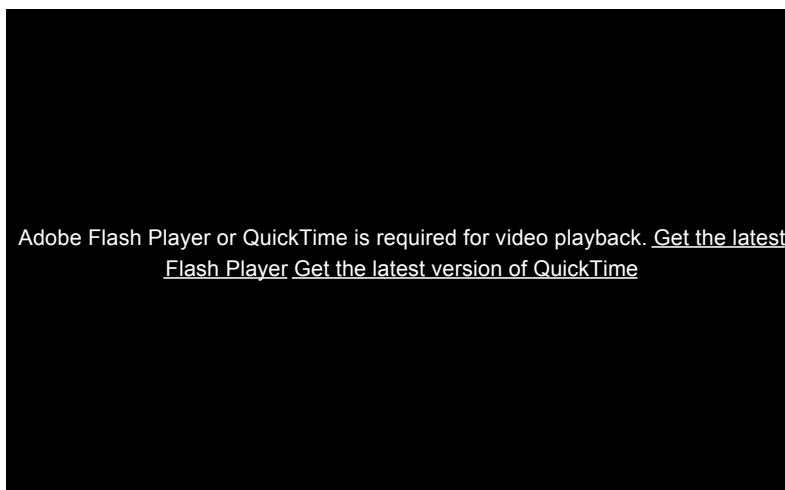 Adobe Flash Player or QuickTime is required for video playback. Get the latest
Flash Player Get the latest version of QuickTime